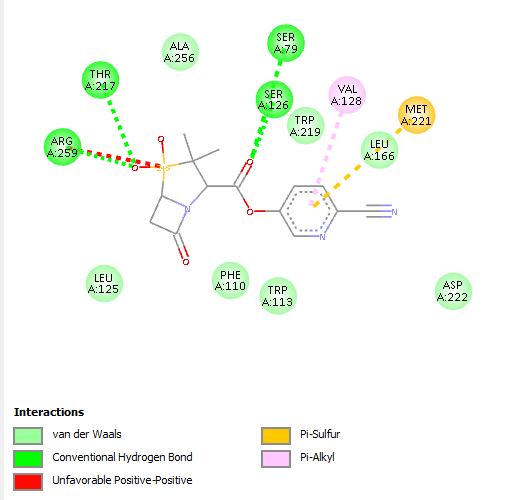 SER
A:79
ALA
A:256
THR
A:217
SER
A:126
VAL
A:128
MET
A:221
TRP
A:219
ARG
A:259
LEU
A:166
O
O
S
O
N
O
N
N
O
LEU
A:125
PHE
A:110
TRP
A:113
ASP
A:222
Interactions
van der Waals
Conventional Hydrogen Bond
Unfavorable Positive-Positive
Pi-Sulfur
Pi-Alkyl